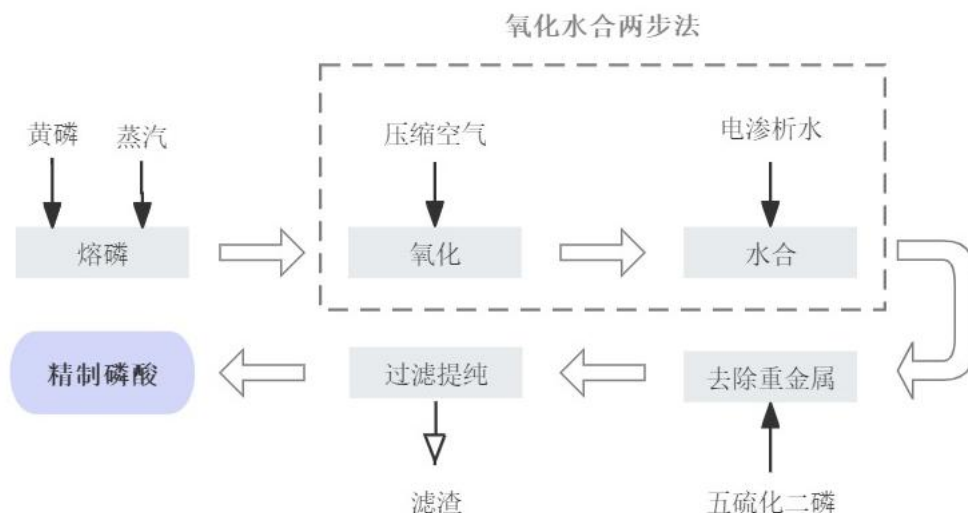 氧化水合两步法
黄磷 蒸汽 压缩空气 电渗析水
熔磷 氧化 水合
精制磷酸 过滤提纯 去除重金属
滤渣 五硫化二磷